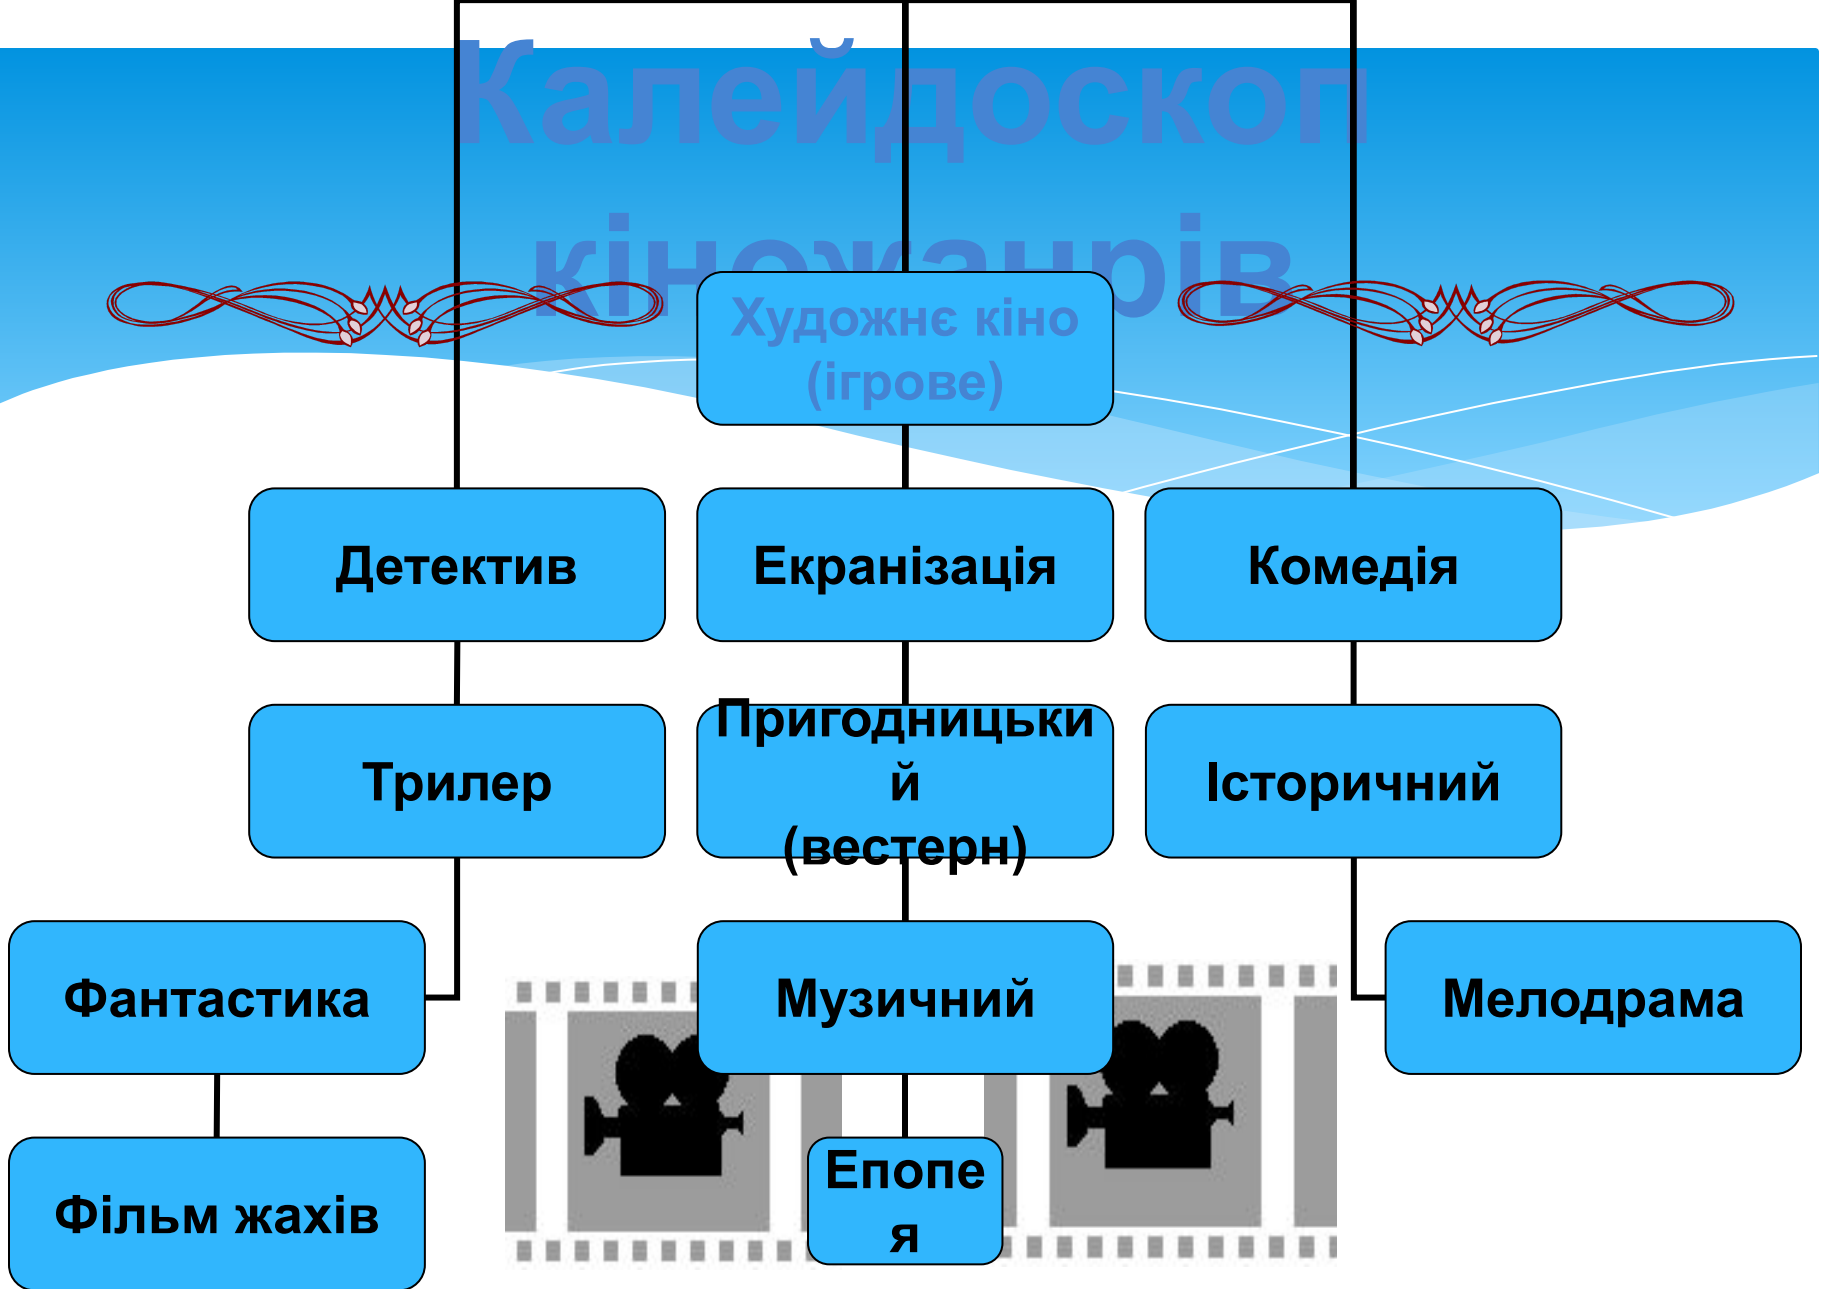 Калейдоскоп
кіножанрів
Художнє кіно
(ігрове)
Детектив
Екранізація
Комедія
Трилер
Пригодницьки
й
(вестерн)
Історичний
Фантастика
Музичний
Мелодрама
Фільм жахів
Епопе
я